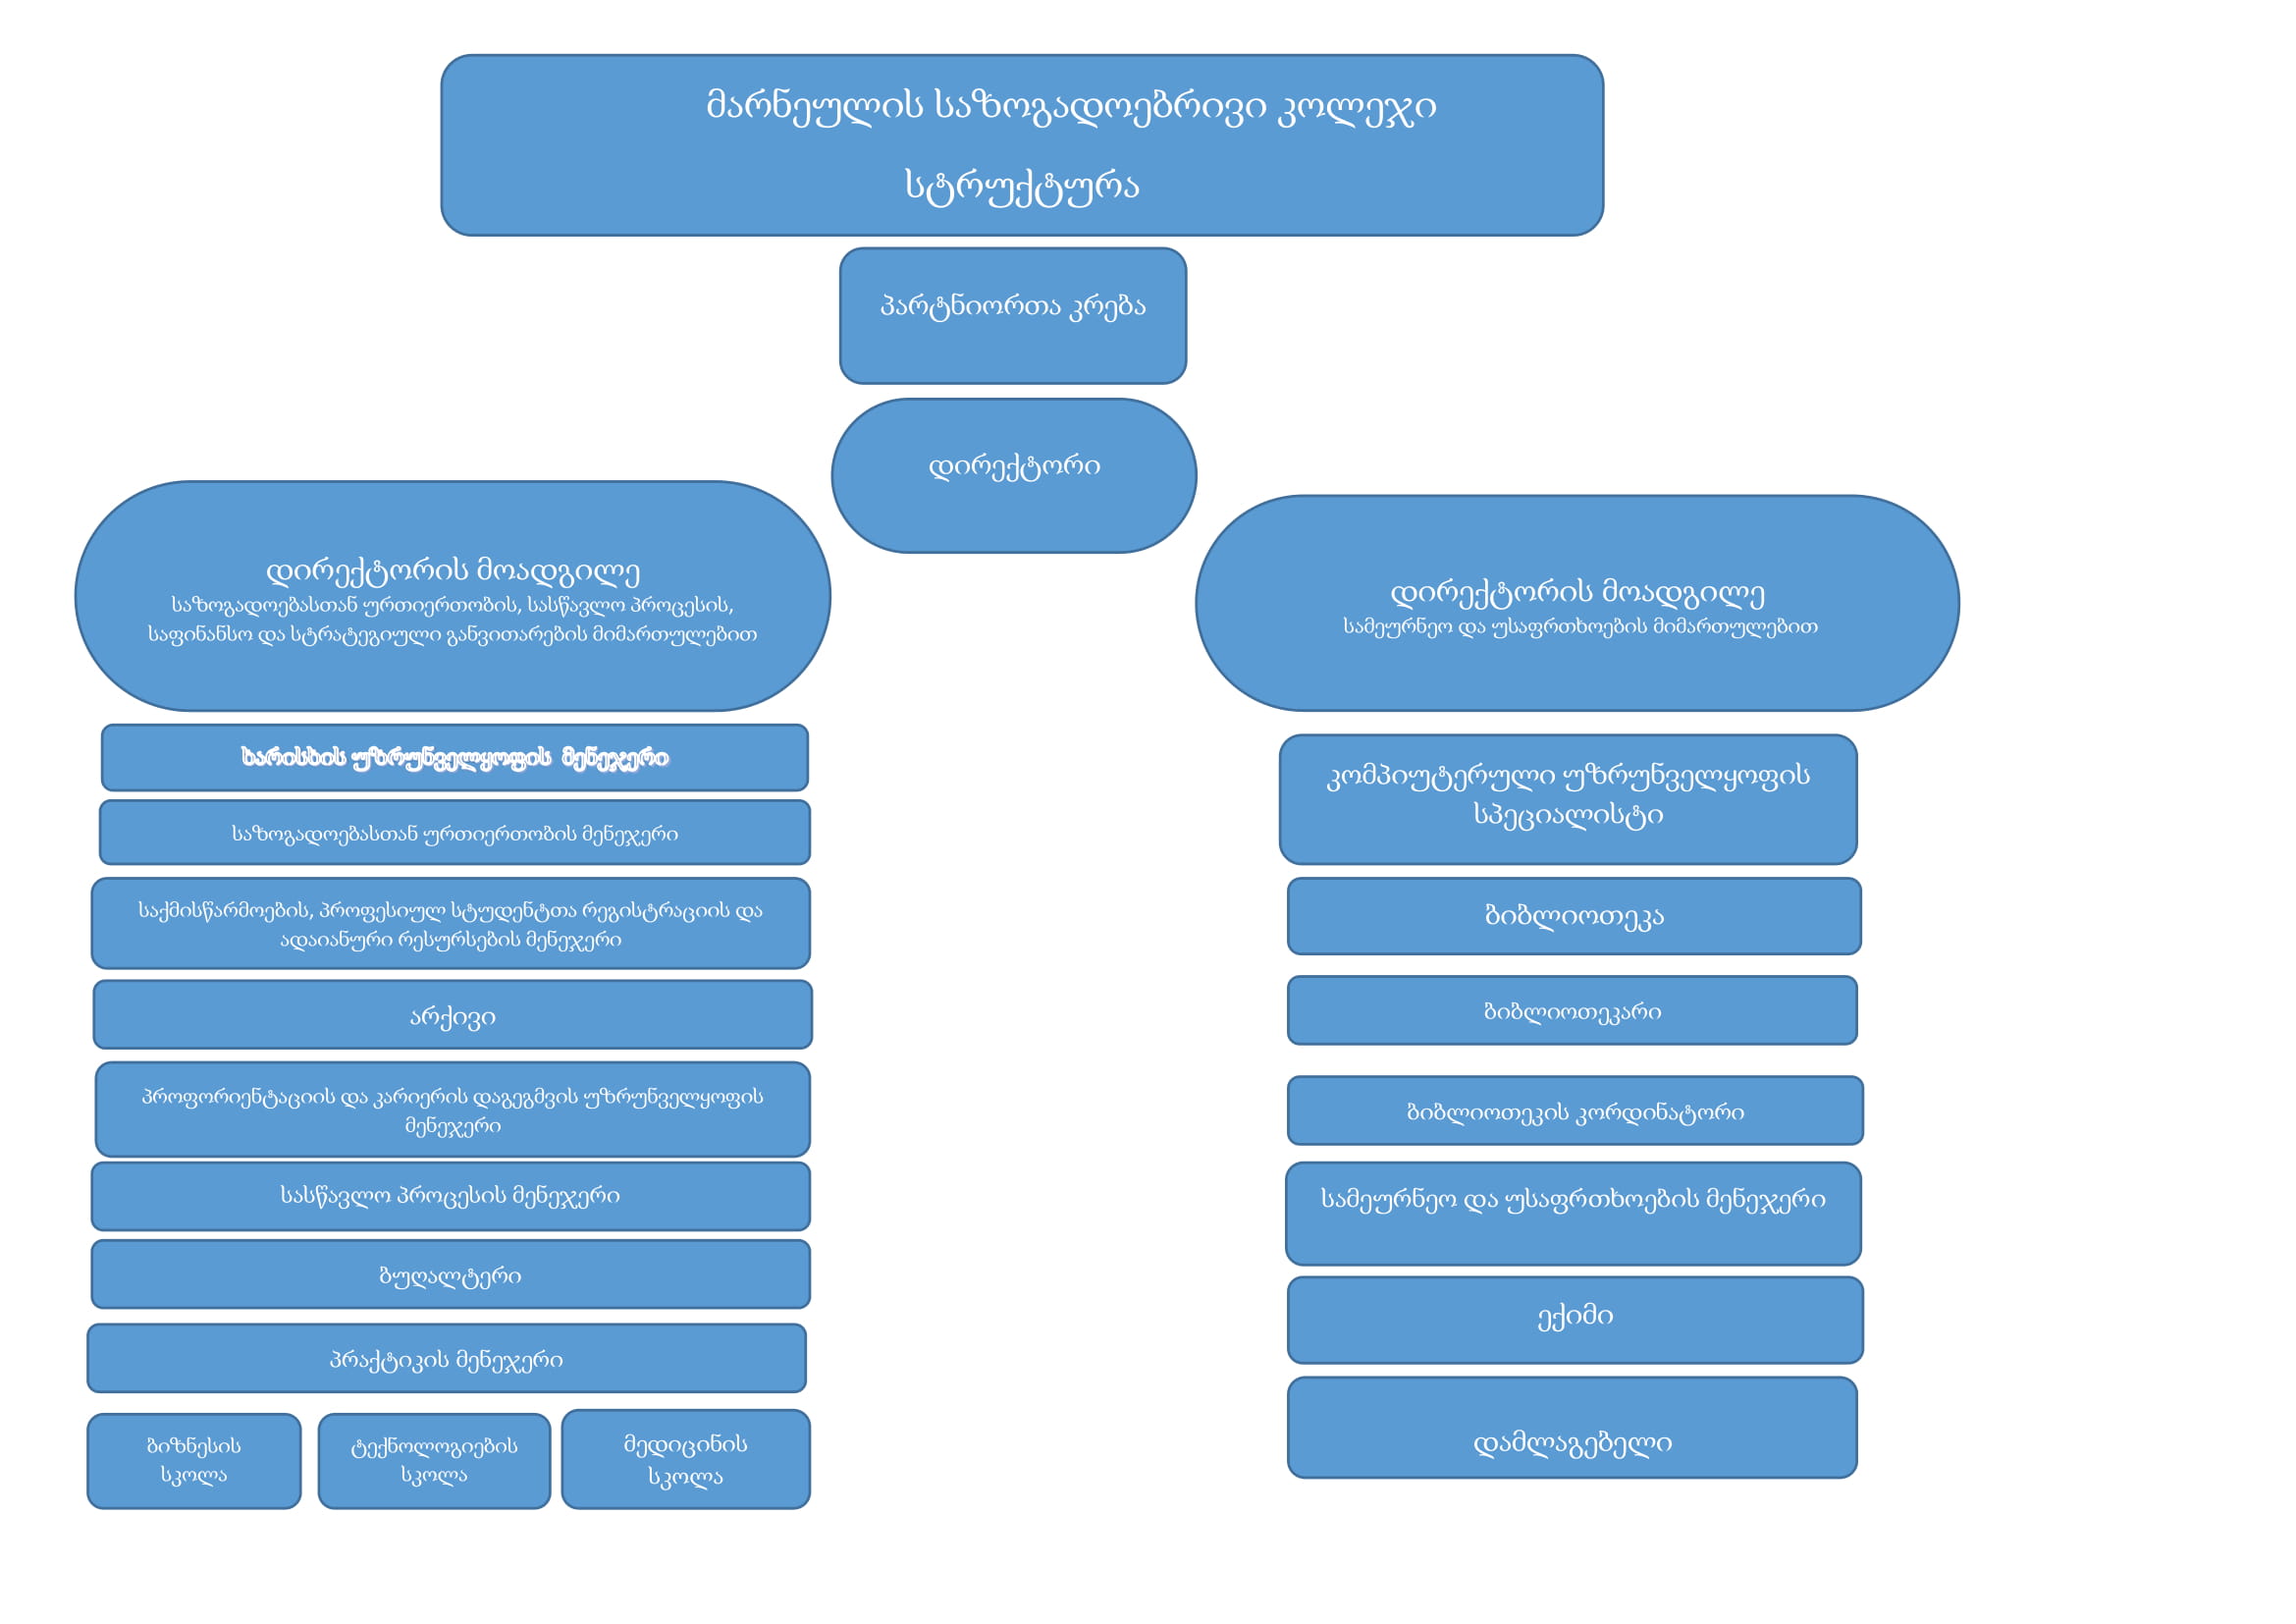 მარნეულის საზოგადოებრივი კოლეჯი
სტრუქტურა
პარტნიორთა კრება
დირექტორი
დირექტორის მოადგილე
საზოგადოებასთან ურთიერთობის, სასწავლო პროცესის,
საფინანსო და სტრატეგიული განვითარების მიმართულებით
ხარისხის უზრუნველყოფის მენეჯერი
საზოგადოებასთან ურთიერთობის მენეჯერი
საქმისწარმოების, პროფესიულ სტუდენტთა რეგისტრაციის და
ადაიანური რესურსების მენეჯერი
არქივი
პროფორიენტაციის და კარიერის დაგეგმვის უზრუნველყოფის
მენეჯერი
სასწავლო პროცესის მენეჯერი
ბუღალტერი
პრაქტიკის მენეჯერი
ბიზნესის
სკოლა
ტექნოლოგიების
სკოლა
მედიცინის
სკოლა
დირექტორის მოადგილე
სამეურნეო და უსაფრთხოების მიმართულებით
კომპიუტერული უზრუნველყოფის
სპეციალისტი
ბიბლიოთეკა
ბიბლიოთეკარი
ბიბლიოთეკის კორდინატორი
სამეურნეო და უსაფრთხოების მენეჯერი
ექიმი
დამლაგებელი